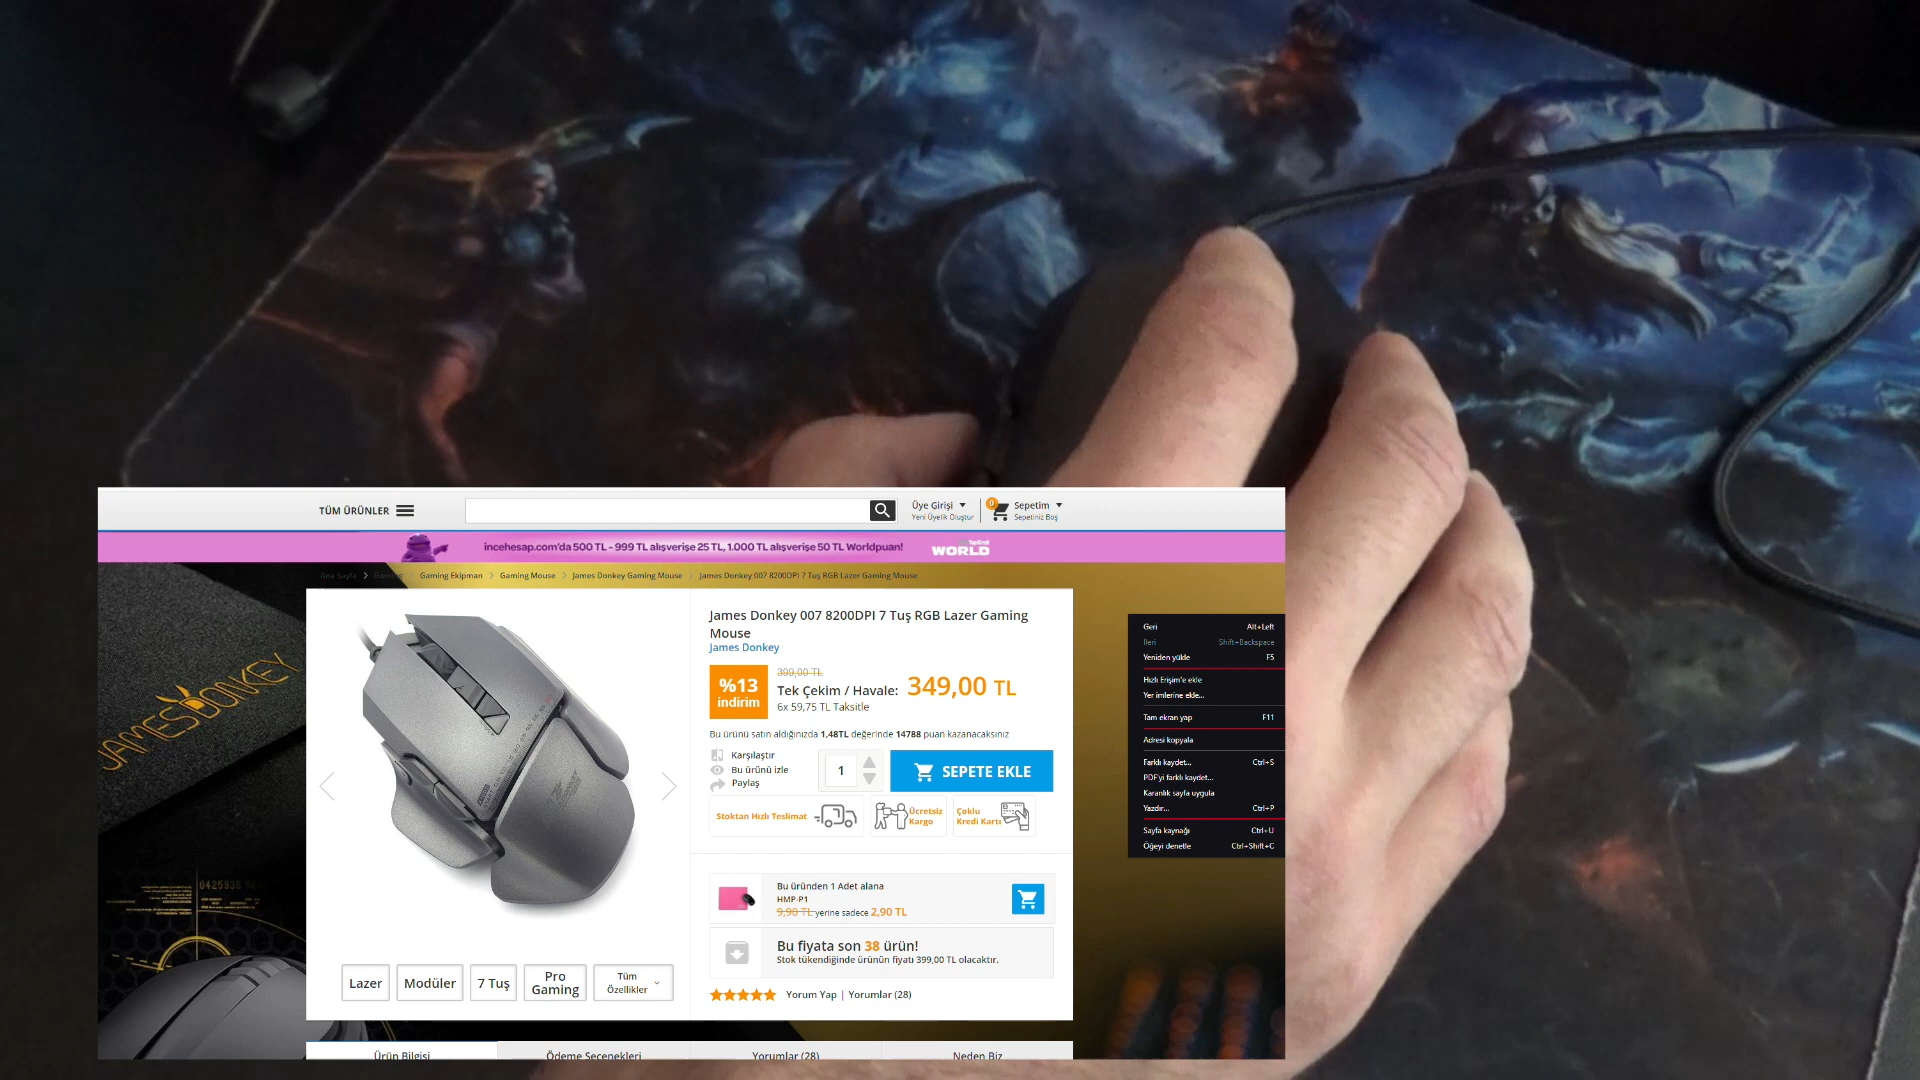 TÜM ÜRÜNLER
Üye Girişi
Yeni Üyelik Oluştur
0
Sepetim
Sepetiniz Boş
incehesap.com'da 500 TL - 999 TL alışverişe 25 TL, 1.000 TL alışverişe 50 TL Worldpuan!
WORLD
Ana Sayfa > Gaming > Gaming Ekipman > Gaming Mouse > James Donkey Gaming Mouse > James Donkey 007 8200DPI 7 Tuş RGB Lazer Gaming Mouse
JAMES DONKEY
James Donkey 007 8200DPI 7 Tuş RGB Lazer Gaming
Mouse
James Donkey
%13
indirim
399,00 TL
Tek Çekim / Havale: 349,00 TL
6x 59,75 TL Taksitle
Bu ürünü satın aldığınızda 1,48TL değerinde 14788 puan kazanacaksınız
Karşılaştır
Bu ürünü izle
Paylaş
1
SEPETE EKLE
Stoktan Hızlı Teslimat
Ücretsiz
Kargo
Çoklu
Kredi Kartı
Bu üründen 1 Adet alana
HMP-P1
9,90 TL yerine sadece 2,90 TL
Bu fiyata son 38 ürün!
Stok tükendiğinde ürünün fiyatı 399,00 TL olacaktır.
Yorum Yap | Yorumlar (28)
Lazer
Modüler
7 Tuş
Pro
Gaming
Tüm
Özellikler
Ürün Bilgisi
Ödeme Seçenekleri
Yorumlar (28)
Neden Biz
Geri Alt+Left
İleri Shift+Backspace
Yeniden yükle F5
Hızlı Erişim'e ekle
Yer imlerine ekle...
Tam ekran yap F11
Adresi kopyala
Farklı kaydet... Ctrl+S
PDF'yi farklı kaydet...
Karanlık sayfa uygula
Yazdır... Ctrl+P
Sayfa kaynağı Ctrl+U
Öğeyi denetle Ctrl+Shift+C